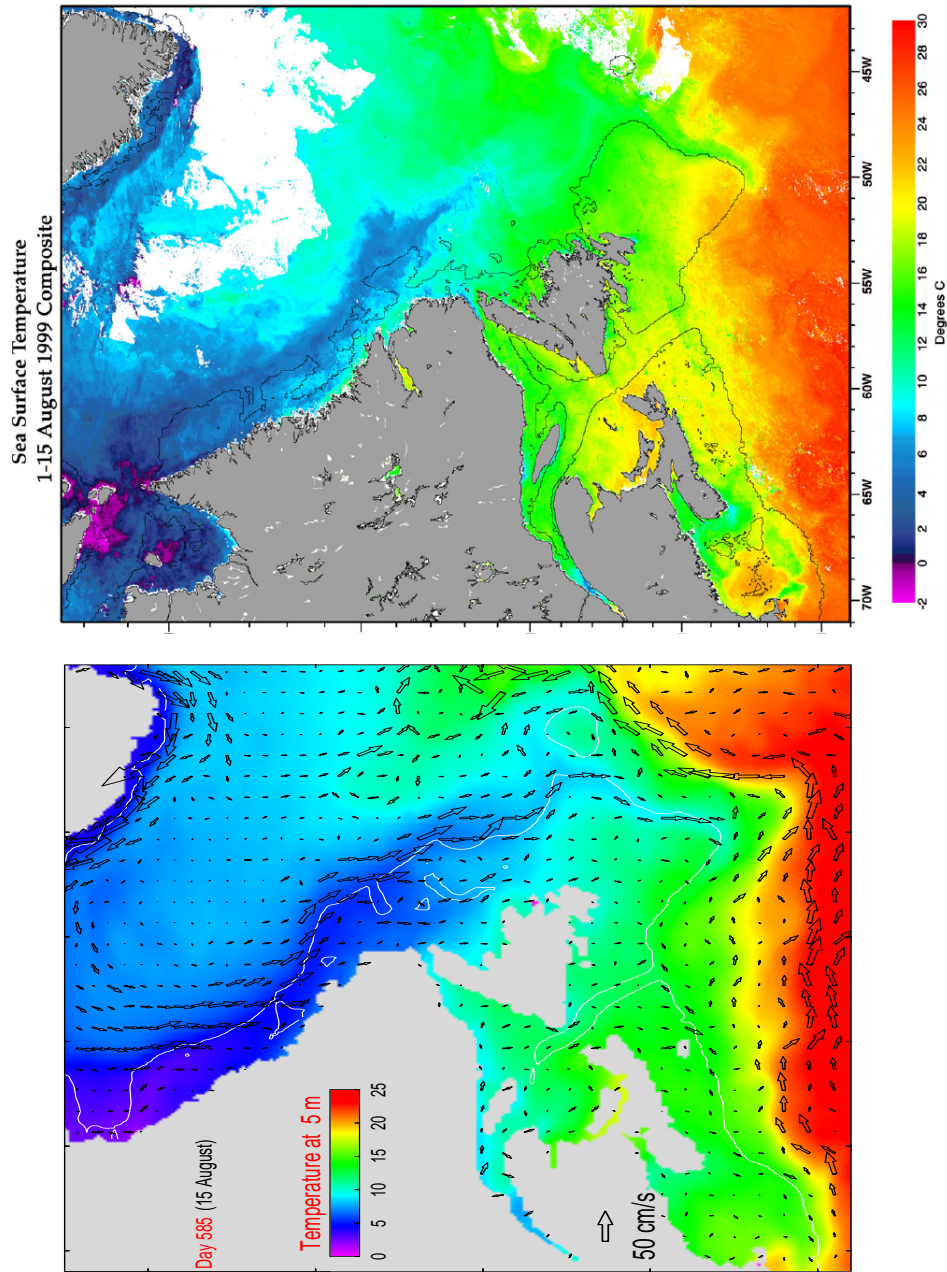 Sea Surface Temperature
1-15 August 1999 Composite
45W
50W
55W
60W
65W
70W
-2 0 2 4 6 8 10 12 14 16 18 20 22 24 26 28 30
Degrees C
Day 585 (15 August)
Temperature at 5 m
0 5 10 15 20 25
50 cm/s